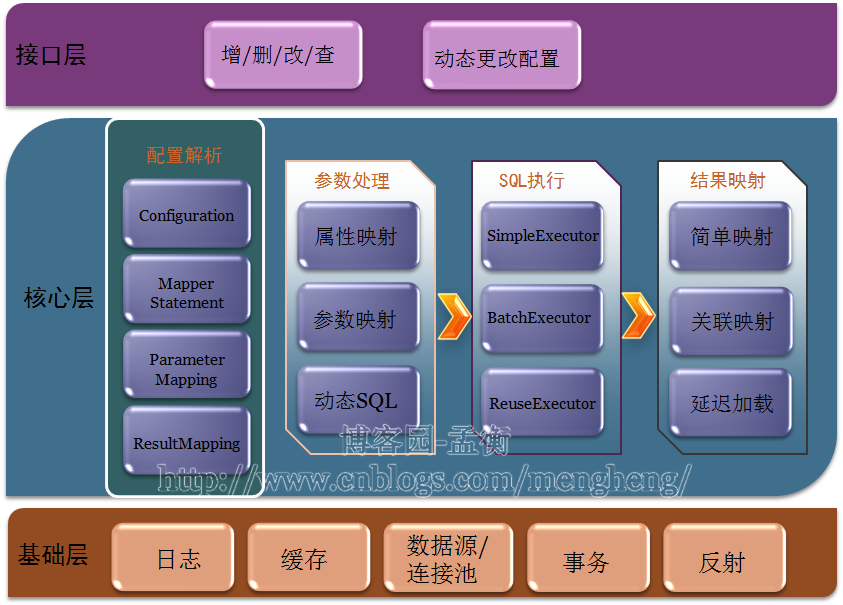 接口层
增/删/改/查
动态更改配置
核心层
配置解析
Configuration
Mapper
Statement
Parameter
Mapping
ResultMapping
参数处理
属性映射
参数映射
动态SQL
SQL执行
SimpleExecutor
BatchExecutor
ReuseExecutor
结果映射
简单映射
关联映射
延迟加载
博客园-孟衡
http://www.cnblogs.com/mengheng/
基础层
日志
缓存
数据源/
连接池
事务
反射